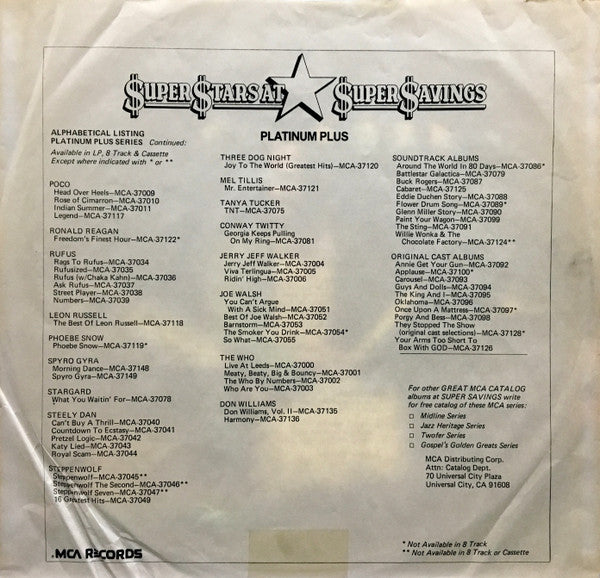 $UPER $TARS AT $UPER $AVINGS
PLATINUM PLUS
ALPHABETICAL LISTING
PLATINUM PLUS SERIES Continued:
Available in LP, 8 Track & Cassette
Except where indicated with * or **
POCO
Head Over Heels—MCA-37009
Rose of Cimarron—MCA-37010
Indian Summer—MCA-37011
Legend—MCA-37117
RONALD REAGAN
Freedom's Finest Hour—MCA-37122*
RUFUS
Rags To Rufus—MCA-37034
Rufusized—MCA-37035
Rufus (w/Chaka Kahn)—MCA-37036
Ask Rufus—MCA-37037
Street Player—MCA-37038
Numbers—MCA-37039
LEON RUSSELL
The Best Of Leon Russell—MCA-37118
PHOEBE SNOW
Phoebe Snow—MCA-37119*
SPYRO GYRA
Morning Dance—MCA-37148
Spyro Gyra—MCA-37149
STARGARD
What You Waitin' For—MCA-37078
STEELY DAN
Can't Buy A Thrill—MCA-37040
Countdown To Ecstasy—MCA-37041
Pretzel Logic—MCA-37042
Katy Lied—MCA-37043
Royal Scam—MCA-37044
STEPPENWOLF
Steppenwolf—MCA-37045**
Steppenwolf The Second—MCA-37046**
Steppenwolf Seven—MCA-37047**
16 Greatest Hits—MCA-37049
THREE DOG NIGHT
Joy To The World (Greatest Hits)—MCA-37120
MEL TILLIS
Mr. Entertainer—MCA-37121
TANYA TUCKER
TNT—MCA-37075
CONWAY TWITTY
Georgia Keeps Pulling
On My Ring—MCA-37081
JERRY JEFF WALKER
Jerry Jeff Walker—MCA-37004
Viva Terlingua—MCA-37005
Ridin' High—MCA-37006
JOE WALSH
You Can't Argue
With A Sick Mind—MCA-37051
Best Of Joe Walsh—MCA-37052
Barnstorm—MCA-37053
The Smoker You Drink—MCA-37054*
So What—MCA-37055
THE WHO
Live At Leeds—MCA-37000
Meaty, Beaty, Big & Bouncy—MCA-37001
The Who By Numbers—MCA-37002
Who Are You—MCA-37003
DON WILLIAMS
Don Williams, Vol. II—MCA-37135
Harmony—MCA-37136
SOUNDTRACK ALBUMS
Around The World In 80 Days—MCA-37086*
Battlestar Galactica—MCA-37079
Buck Rogers—MCA-37087
Cabaret—MCA-37125
Eddie Duchen Story—MCA-37088
Flower Drum Song—MCA-37089*
Glenn Miller Story—MCA-37090
Paint Your Wagon—MCA-37099
The Sting—MCA-37091
Willie Wonka & The
Chocolate Factory—MCA-37124**
ORIGINAL CAST ALBUMS
Annie Get Your Gun—MCA-37092
Applause—MCA-37100*
Carousel—MCA-37093
Guys And Dolls—MCA-37094
The King And I—MCA-37095
Oklahoma—MCA-37096
Once Upon A Mattress—MCA-37097*
Porgy And Bess—MCA-37098
They Stopped The Show
(original cast selections)—MCA-37128*
Your Arms Too Short To
Box With GOD—MCA-37126
For other GREAT MCA CATALOG
albums at SUPER SAVINGS write
for free catalog of these MCA series:
□ Midline Series
□ Jazz Heritage Series
□ Twofer Series
□ Gospel's Golden Greats Series
MCA Distributing Corp.
Attn: Catalog Dept.
70 Universal City Plaza
Universal City, CA 91608
* Not Available in 8 Track
** Not Available in 8 Track or Cassette
MCA RECORDS